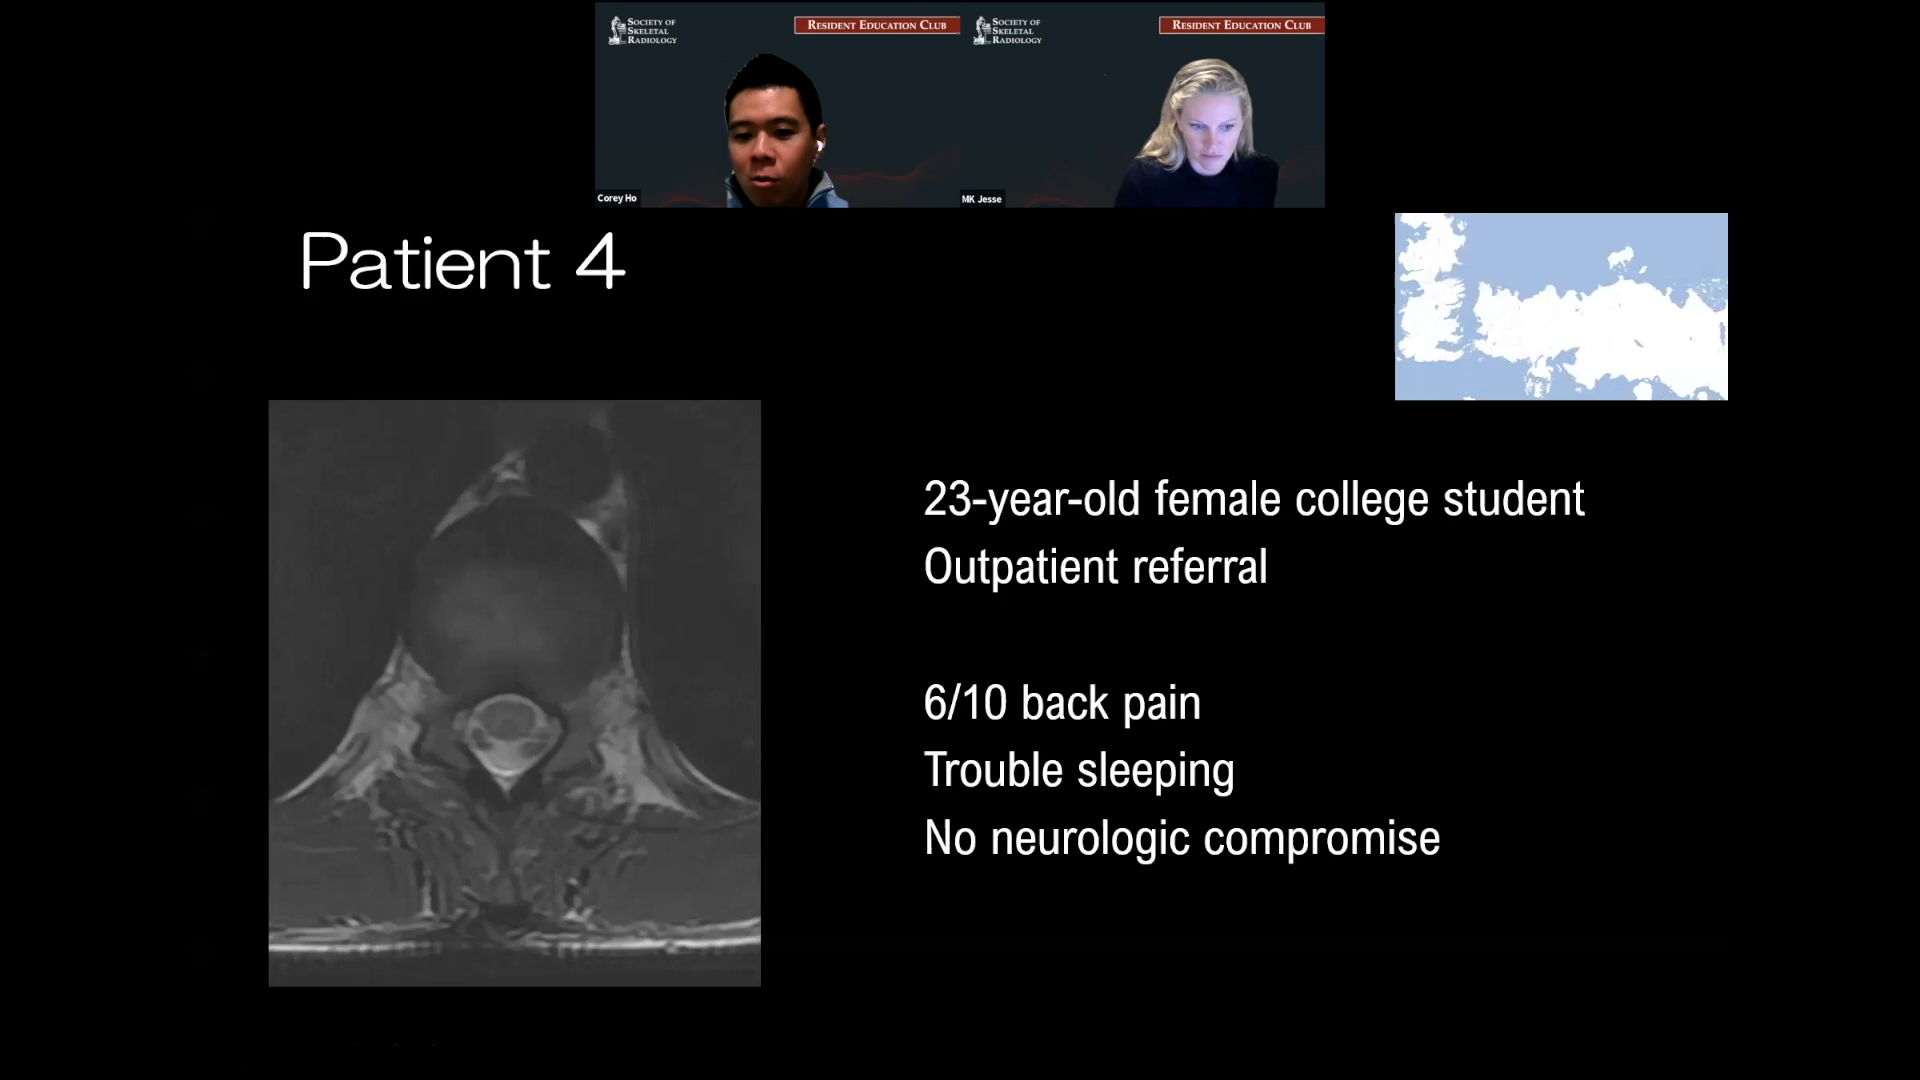 SOCIETY OF
SKELETAL
RADIOLOGY
RESIDENT EDUCATION CLUB
Corey Ho
SOCIETY OF
SKELETAL
RADIOLOGY
RESIDENT EDUCATION CLUB
MK Jesse
Patient 4
23-year-old female college student
Outpatient referral
6/10 back pain
Trouble sleeping
No neurologic compromise